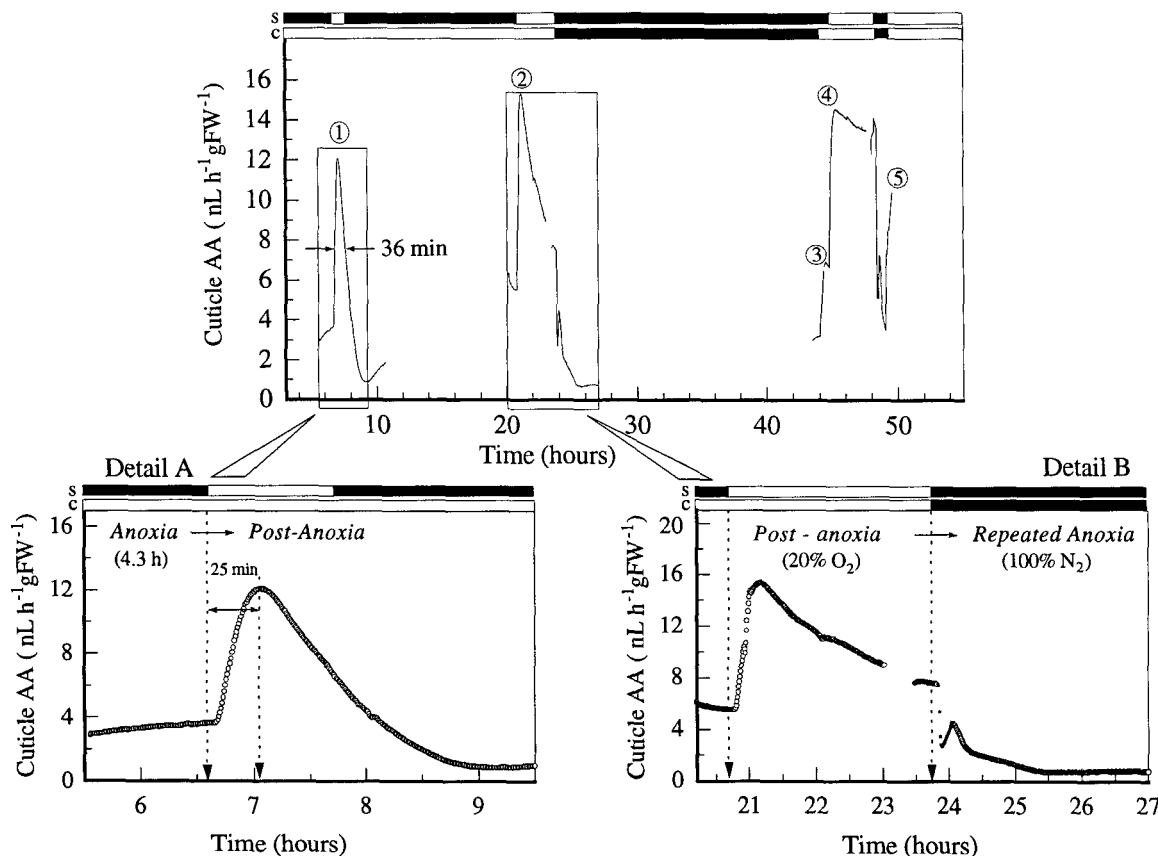 s
c
Cuticle AA ( nL h⁻¹gFW⁻¹)
16
14
12
10
8
6
4
2
0
①
②
③
④
⑤
36 min
10
20
30
40
50
Time (hours)
Detail A
s
c
Cuticle AA ( nL h⁻¹gFW⁻¹)
16
12
8
4
0
Anoxia → Post-Anoxia
(4.3 h)
25 min
6
7
8
9
Time (hours)
Detail B
s
c
Cuticle AA ( nL h⁻¹gFW⁻¹)
20
15
10
5
0
Post - anoxia → Repeated Anoxia
(20% O₂) (100% N₂)
21
22
23
24
25
26
27
Time (hours)